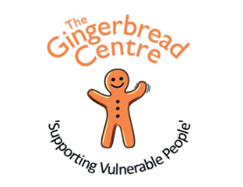 The
Gingerbread
Centre
'Supporting Vulnerable People'